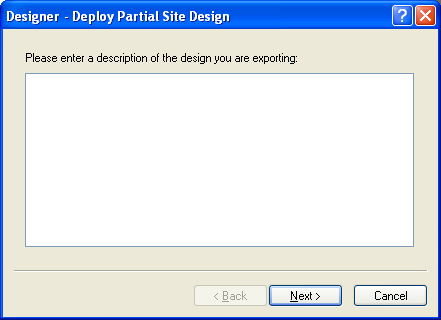 Designer - Deploy Partial Site Design
Please enter a description of the design you are exporting:
< Back Next > Cancel